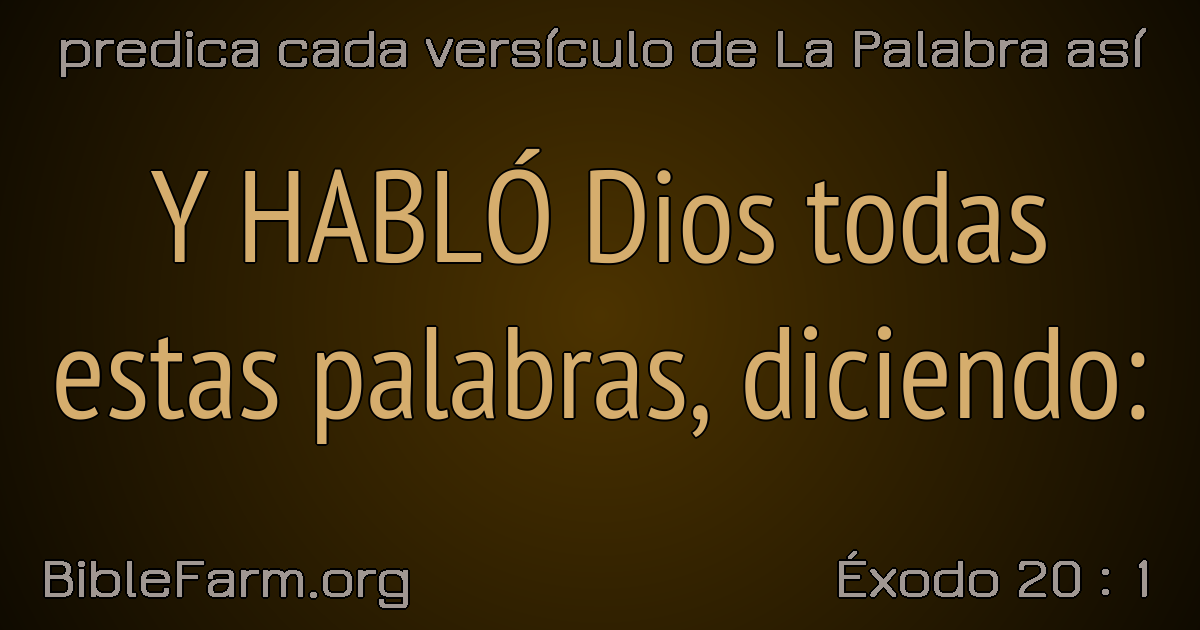 predica cada versículo de La Palabra así
Y HABLÓ Dios todas
estas palabras, diciendo:
BibleFarm.org
Éxodo 20 : 1